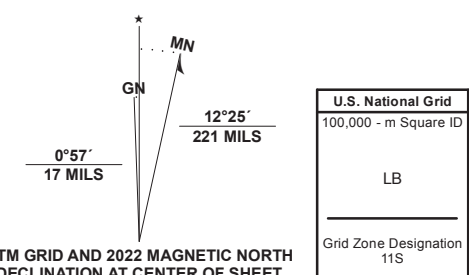 ★
MN
GN
12°25´
221 MILS
0°57´
17 MILS
TM GRID AND 2022 MAGNETIC NORTH
DECLINATION AT CENTER OF SHEET
U.S. National Grid
100,000 - m Square ID
LB
Grid Zone Designation
11S